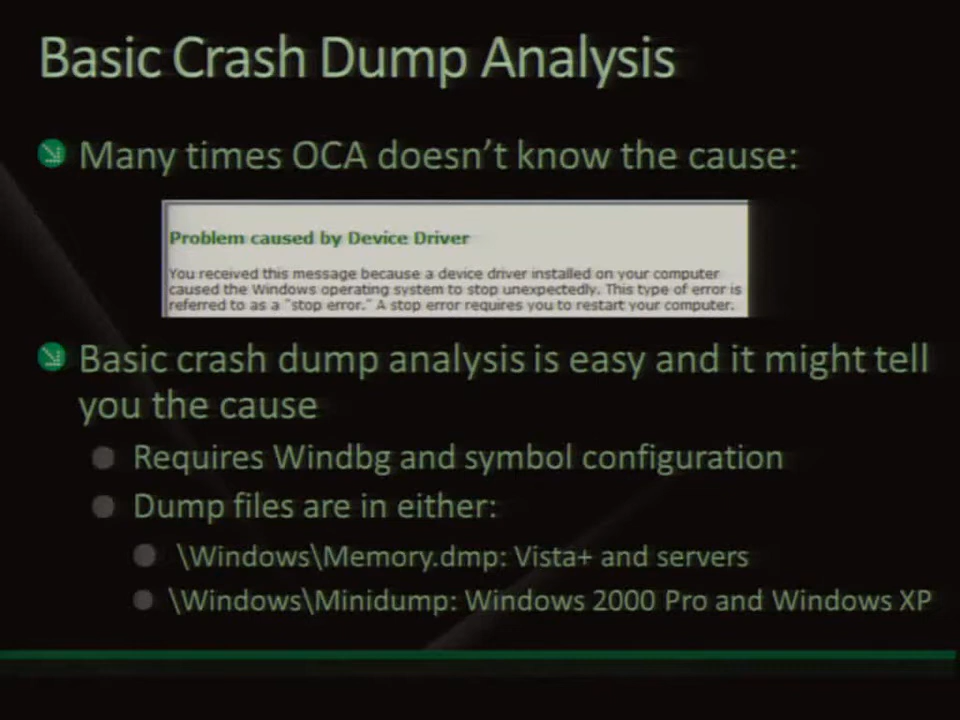 Basic Crash Dump Analysis
Many times OCA doesn't know the cause:
Problem caused by Device Driver
You received this message because a device driver installed on your computer
caused the Windows operating system to stop unexpectedly. This type of error is
referred to as a "stop error." A stop error requires you to restart your computer.
Basic crash dump analysis is easy and it might tell
you the cause
Requires Windbg and symbol configuration
Dump files are in either:
\Windows\Memory.dmp: Vista+ and servers
\Windows\Minidump: Windows 2000 Pro and Windows XP